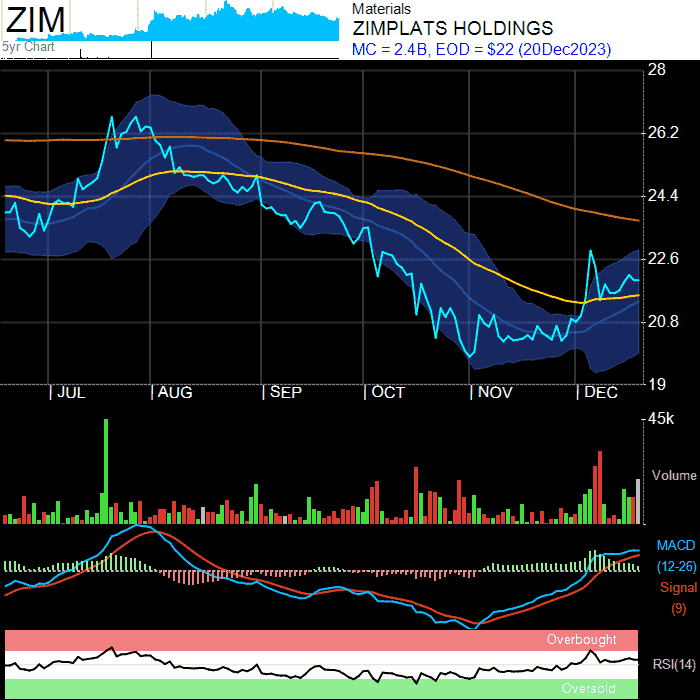 ZIM
5yr Chart
Materials
ZIMPLATS HOLDINGS
MC = 2.4B, EOD = $22 (20Dec2023)
28
26.2
24.4
22.6
20.8
19
JUL
AUG
SEP
OCT
NOV
DEC
45k
Volume
MACD
(12-26)
Signal
(9)
Overbought
RSI(14)
Oversold